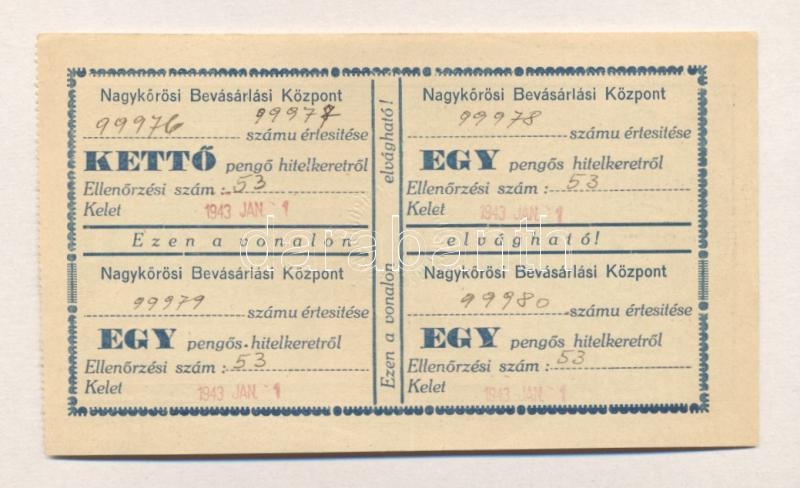 Nagykőrösi Bevásárlási Központ
99976 99977 számu értesitése
KETTŐ pengő hitelkeretről
Ellenőrzési szám : 53
Kelet 1943 JAN. 1
Nagykőrösi Bevásárlási Központ
99978 számu értesitése
EGY pengős hitelkeretről
Ellenőrzési szám : 53
Kelet 1943 JAN. 1
Ezen a vonalon elvágható!
Ezen a vonalon elvágható!
Nagykőrösi Bevásárlási Központ
99979 számu értesitése
EGY pengős hitelkeretről
Ellenőrzési szám : 53
Kelet 1943 JAN. 1
Nagykőrösi Bevásárlási Központ
99980 számu értesitése
EGY pengős hitelkeretről
Ellenőrzési szám : 53
Kelet 1943 JAN. 1
darabanth